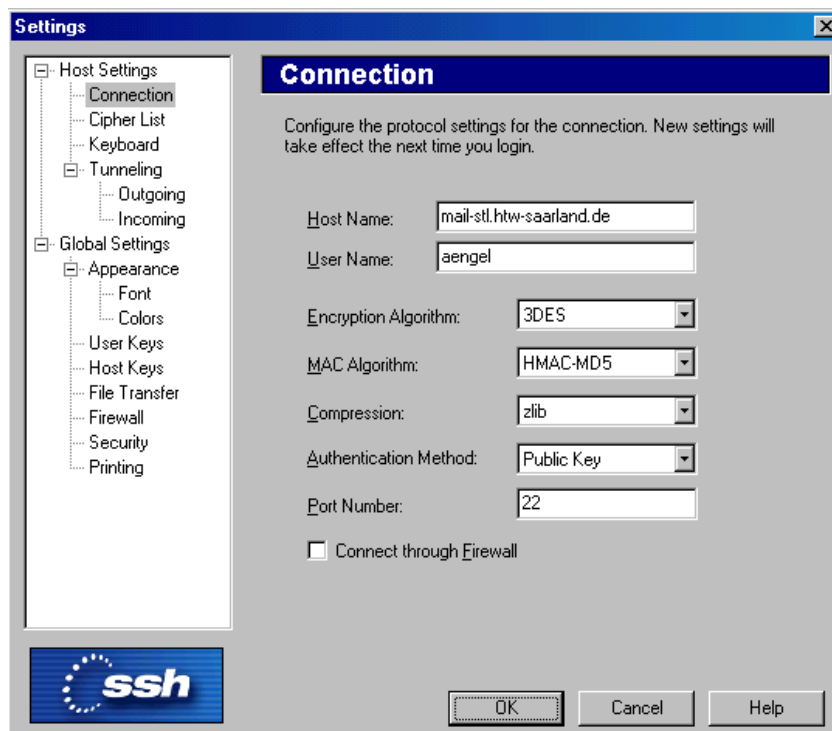 Settings
Host Settings
Connection
Cipher List
Keyboard
Tunneling
Outgoing
Incoming
Global Settings
Appearance
Font
Colors
User Keys
Host Keys
File Transfer
Firewall
Security
Printing
ssh
Connection
Configure the protocol settings for the connection. New settings will
take effect the next time you login.
Host Name: mail-stl.htw-saarland.de
User Name: aengel
Encryption Algorithm: 3DES
MAC Algorithm: HMAC-MD5
Compression: zlib
Authentication Method: Public Key
Port Number: 22
Connect through Firewall
OK Cancel Help